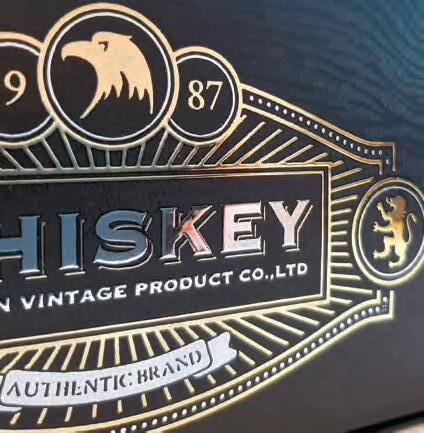 9 87
HISKEY
N VINTAGE PRODUCT CO.,LTD
AUTHENTIC BRAND